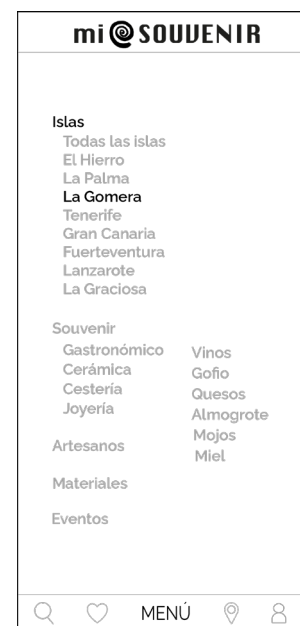 mi@SOUVENIR
Islas
Todas las islas
El Hierro
La Palma
La Gomera
Tenerife
Gran Canaria
Fuerteventura
Lanzarote
La Graciosa
Souvenir
Gastronómico
Cerámica
Cestería
Joyería
Vinos
Gofio
Quesos
Almogrote
Mojos
Miel
Artesanos
Materiales
Eventos
MENÚ